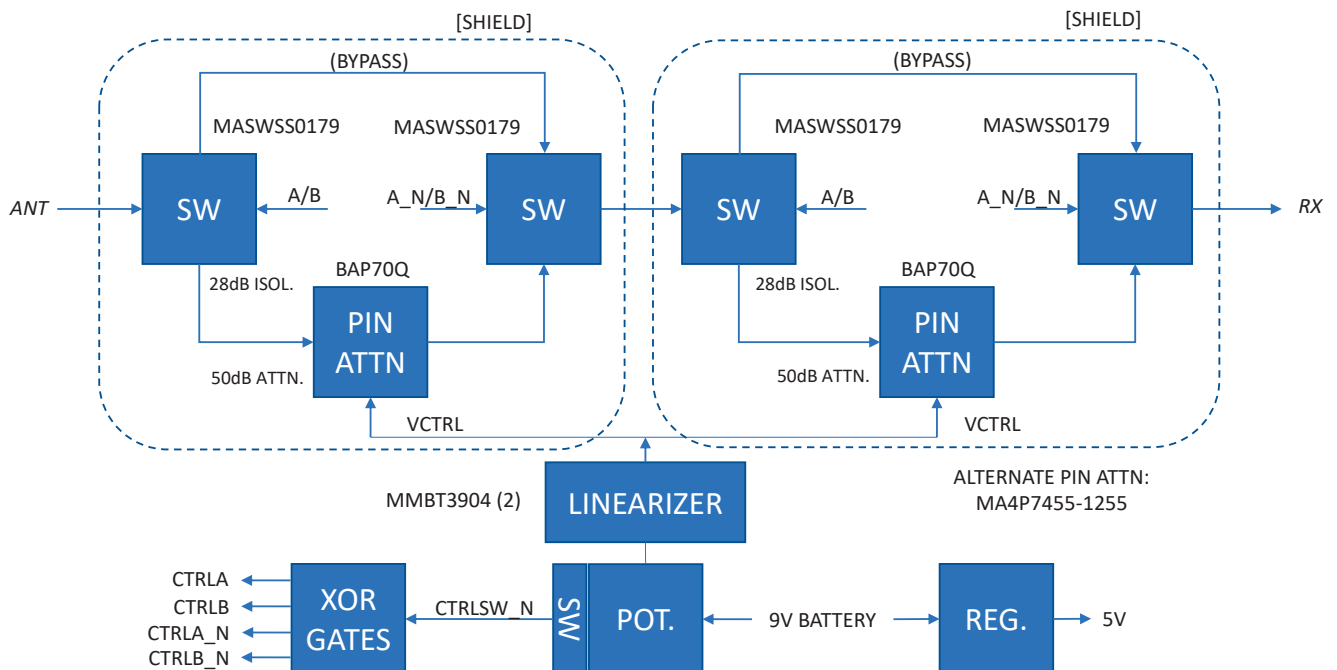 [SHIELD]
[SHIELD]
(BYPASS)
(BYPASS)
MASWSS0179
MASWSS0179
MASWSS0179
MASWSS0179
ANT
SW
A/B
A_N/B_N
SW
SW
A/B
A_N/B_N
SW
RX
28dB ISOL.
BAP70Q
28dB ISOL.
BAP70Q
PIN
ATTN
PIN
ATTN
50dB ATTN.
50dB ATTN.
VCTRL
VCTRL
MMBT3904 (2)
LINEARIZER
ALTERNATE PIN ATTN:
MA4P7455-1255
CTRLA
CTRLB
CTRLA_N
CTRLB_N
XOR
GATES
CTRLSW_N
SW
POT.
9V BATTERY
REG.
5V